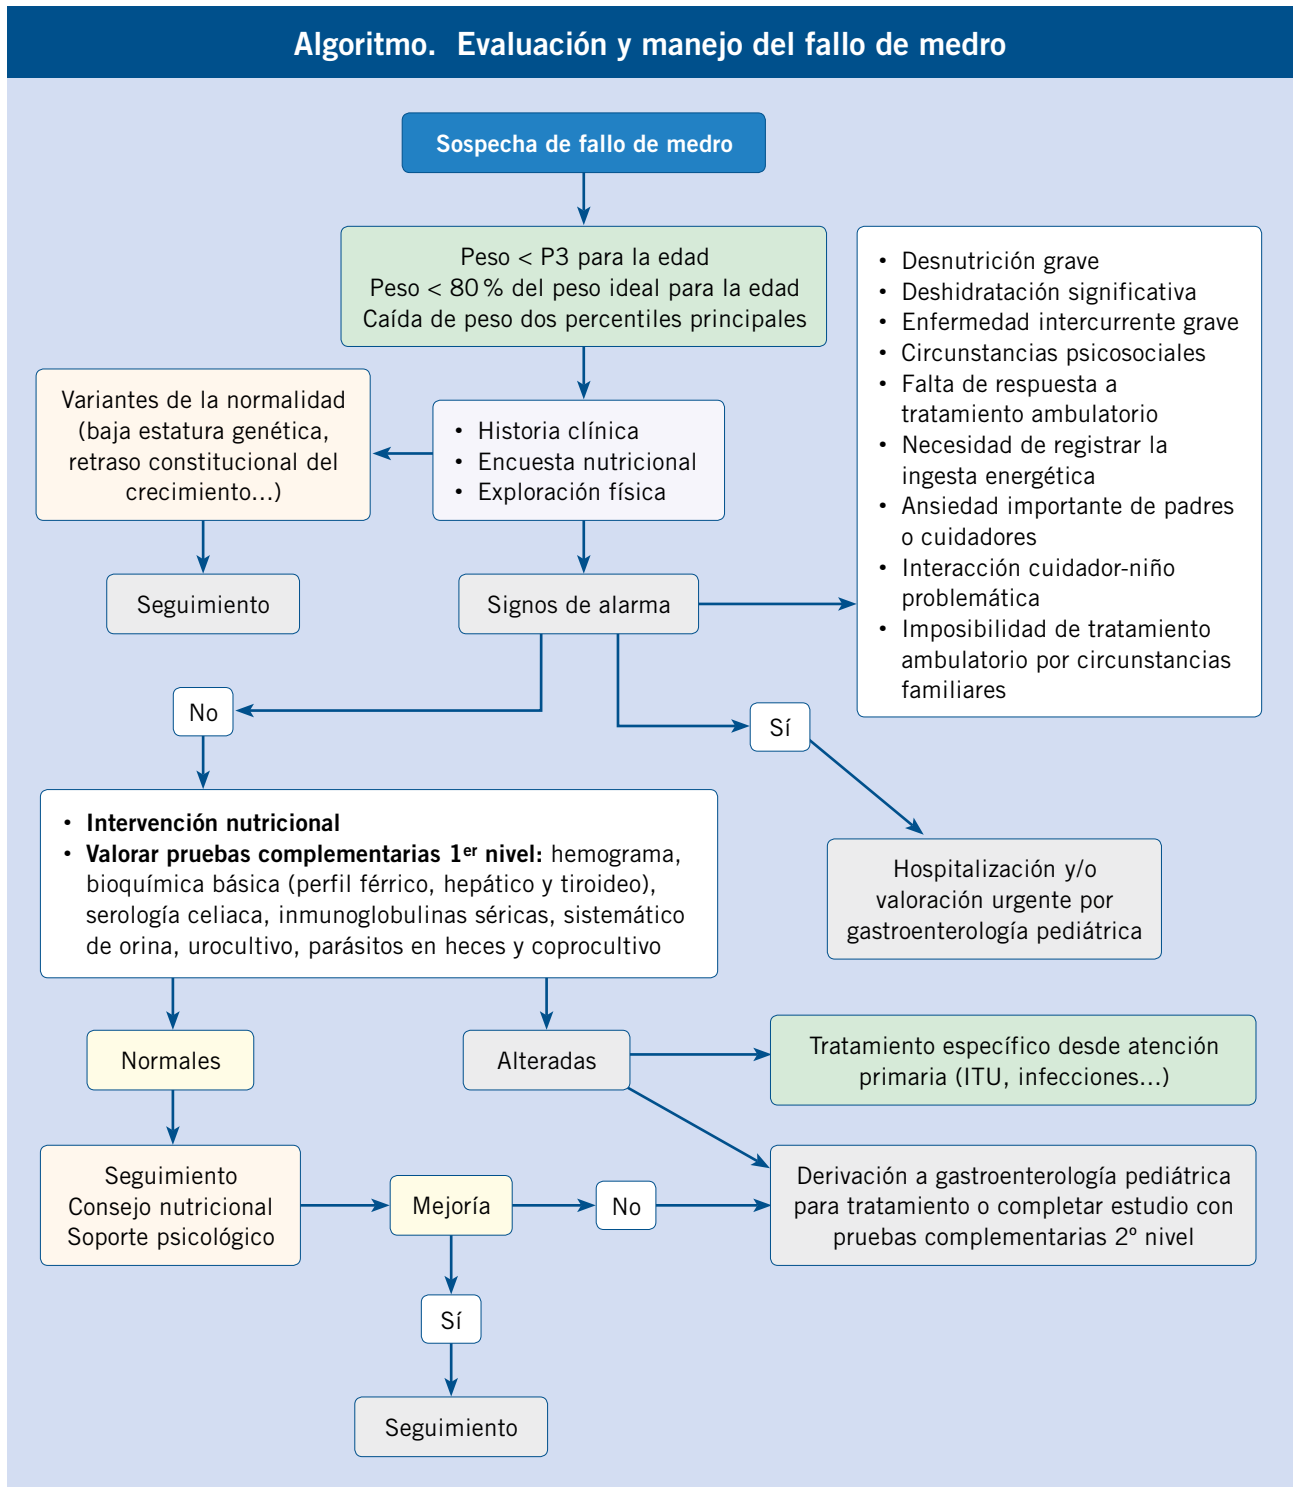 Algoritmo. Evaluación y manejo del fallo de medro
Sospecha de fallo de medro
Peso < P3 para la edad
Peso < 80 % del peso ideal para la edad
Caída de peso dos percentiles principales
• Desnutrición grave
• Deshidratación significativa
• Enfermedad intercurrente grave
• Circunstancias psicosociales
• Falta de respuesta a
tratamiento ambulatorio
• Necesidad de registrar la
ingesta energética
• Ansiedad importante de padres
o cuidadores
• Interacción cuidador-niño
problemática
• Imposibilidad de tratamiento
ambulatorio por circunstancias
familiares
Variantes de la normalidad
(baja estatura genética,
retraso constitucional del
crecimiento...)
• Historia clínica
• Encuesta nutricional
• Exploración física
Seguimiento
Signos de alarma
No
Sí
• Intervención nutricional
• Valorar pruebas complementarias 1er nivel: hemograma,
bioquímica básica (perfil férrico, hepático y tiroideo),
serología celiaca, inmunoglobulinas séricas, sistemático
de orina, urocultivo, parásitos en heces y coprocultivo
Hospitalización y/o
valoración urgente por
gastroenterología pediátrica
Normales
Alteradas
Tratamiento específico desde atención
primaria (ITU, infecciones...)
Seguimiento
Consejo nutricional
Soporte psicológico
Mejoría
No
Derivación a gastroenterología pediátrica
para tratamiento o completar estudio con
pruebas complementarias 2º nivel
Sí
Seguimiento